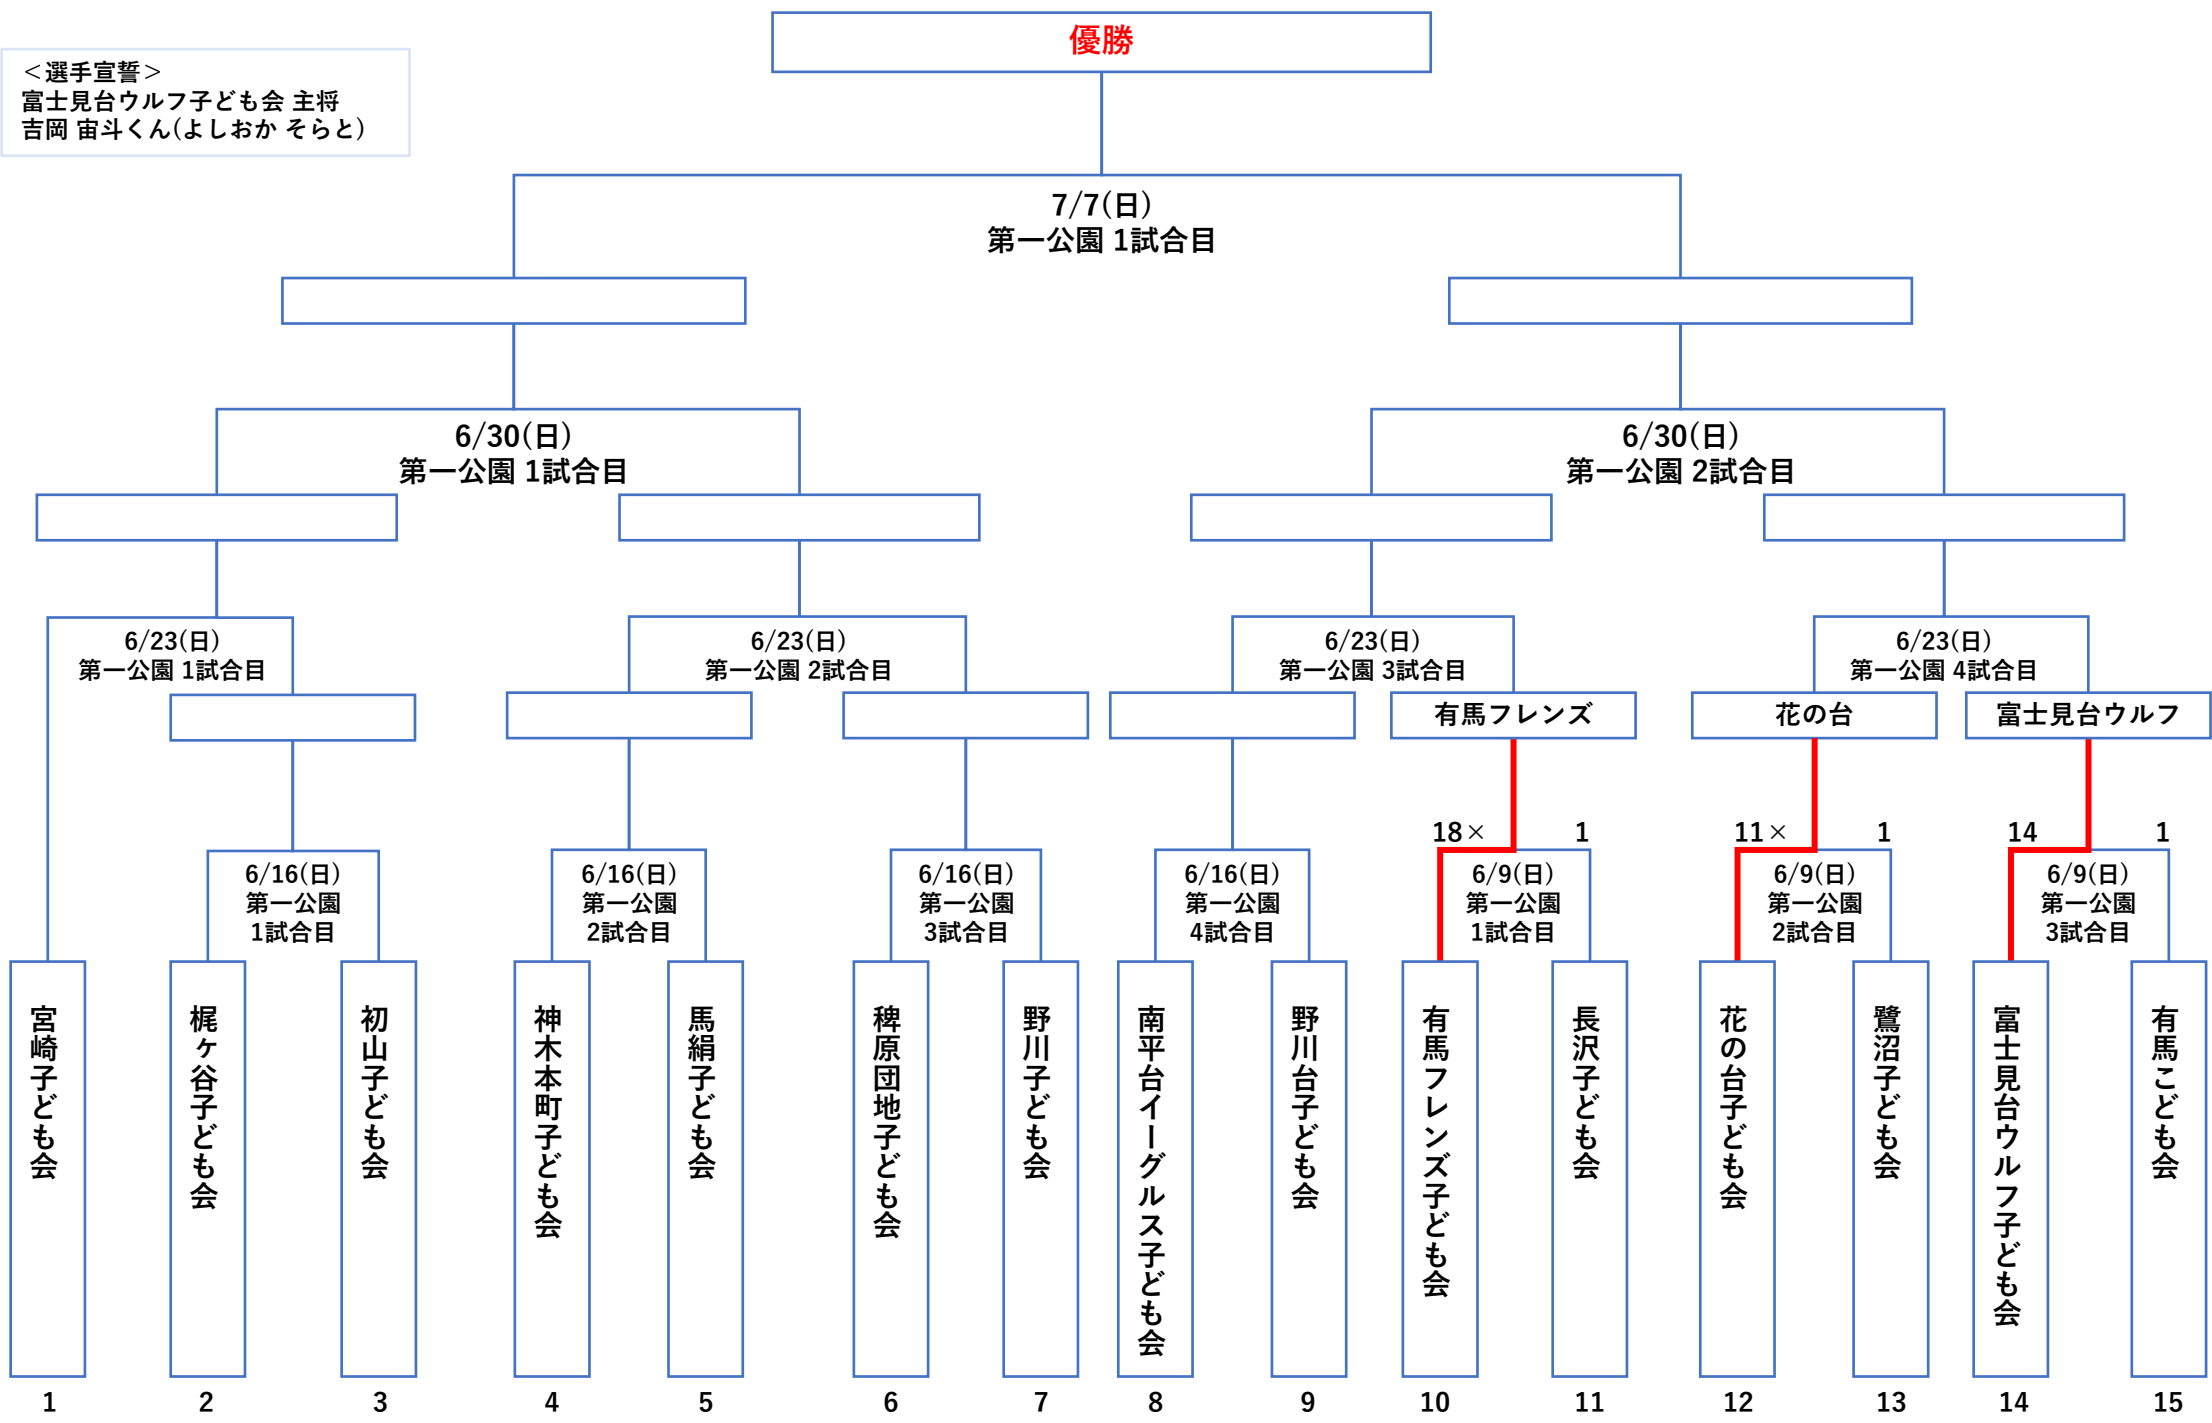 優勝
＜選手宣誓＞
富士見台ウルフ子ども会 主将
吉岡 宙斗くん(よしおか そらと)
7/7(日)
第一公園 1試合目
6/30(日)
第一公園 1試合目
6/30(日)
第一公園 2試合目
6/23(日)
第一公園 1試合目
6/23(日)
第一公園 2試合目
6/23(日)
第一公園 3試合目
6/23(日)
第一公園 4試合目
有馬フレンズ
花の台
富士見台ウルフ
18× 1
11× 1
14 1
6/16(日)
第一公園
1試合目
6/16(日)
第一公園
2試合目
6/16(日)
第一公園
3試合目
6/16(日)
第一公園
4試合目
6/9(日)
第一公園
1試合目
6/9(日)
第一公園
2試合目
6/9(日)
第一公園
3試合目
宮崎子ども会
梶ヶ谷子ども会
初山子ども会
神木本町子ども会
馬絹子ども会
稗原団地子ども会
野川子ども会
南平台イーグルス子ども会
野川台子ども会
有馬フレンズ子ども会
長沢子ども会
花の台子ども会
鷺沼子ども会
富士見台ウルフ子ども会
有馬こども会
1 2 3 4 5 6 7 8 9 10 11 12 13 14 15